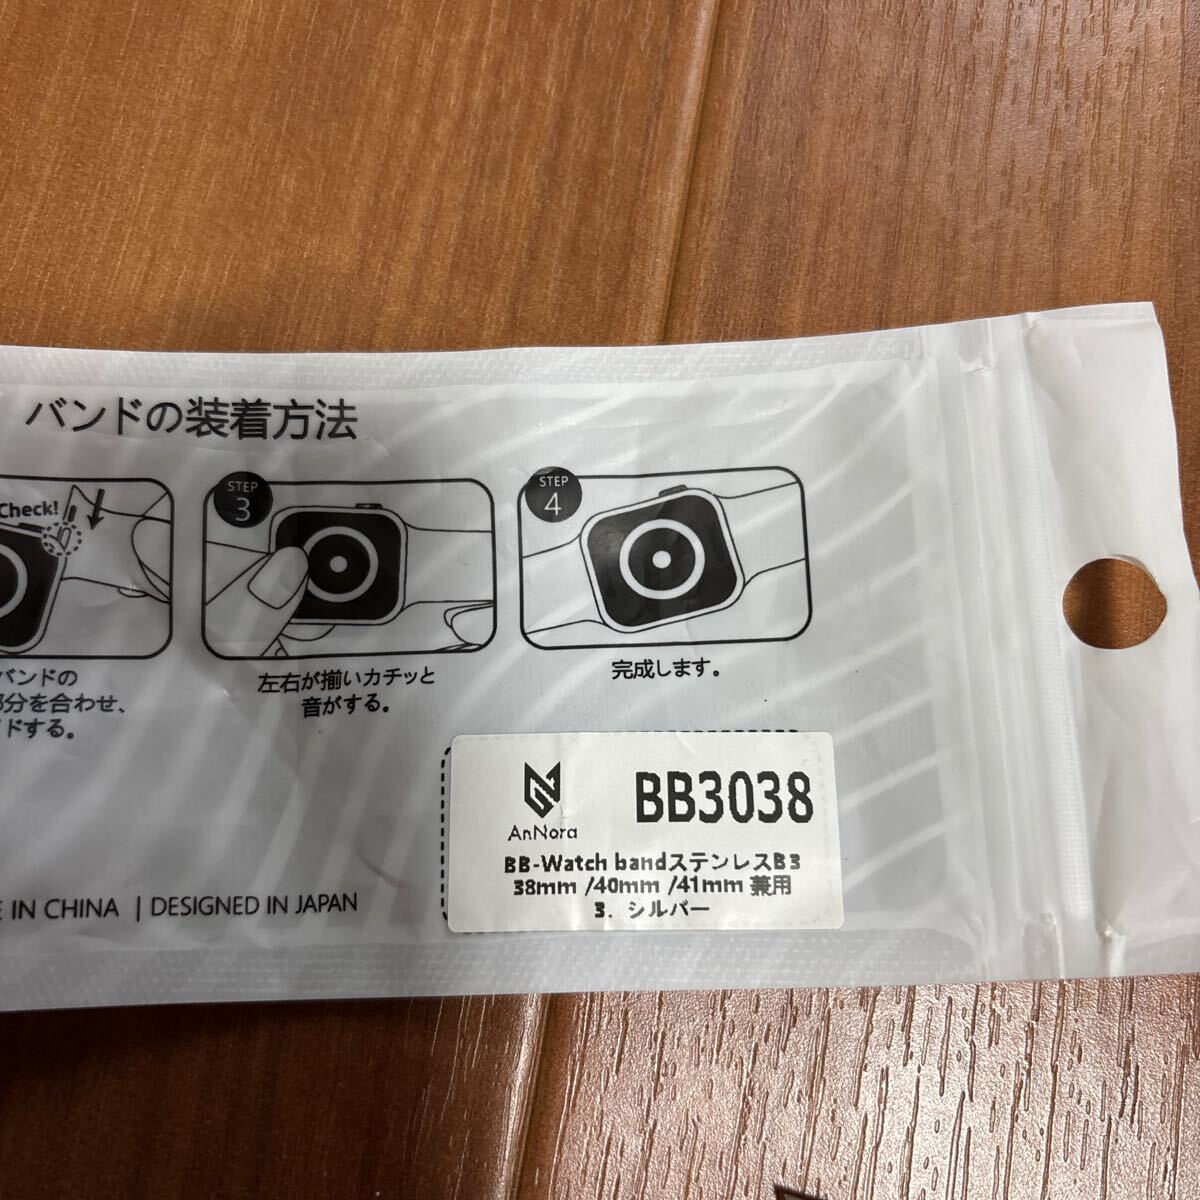 バンドの装着方法
Check!
バンドの
分を合わせ、
ドする。
STEP
3
左右が揃いカチッと
音がする。
STEP
4
完成します。
AnNora
BB3038
BB-Watch bandステンレスB3
38mm /40mm /41mm 兼用
3. シルバー
IN CHINA | DESIGNED IN JAPAN